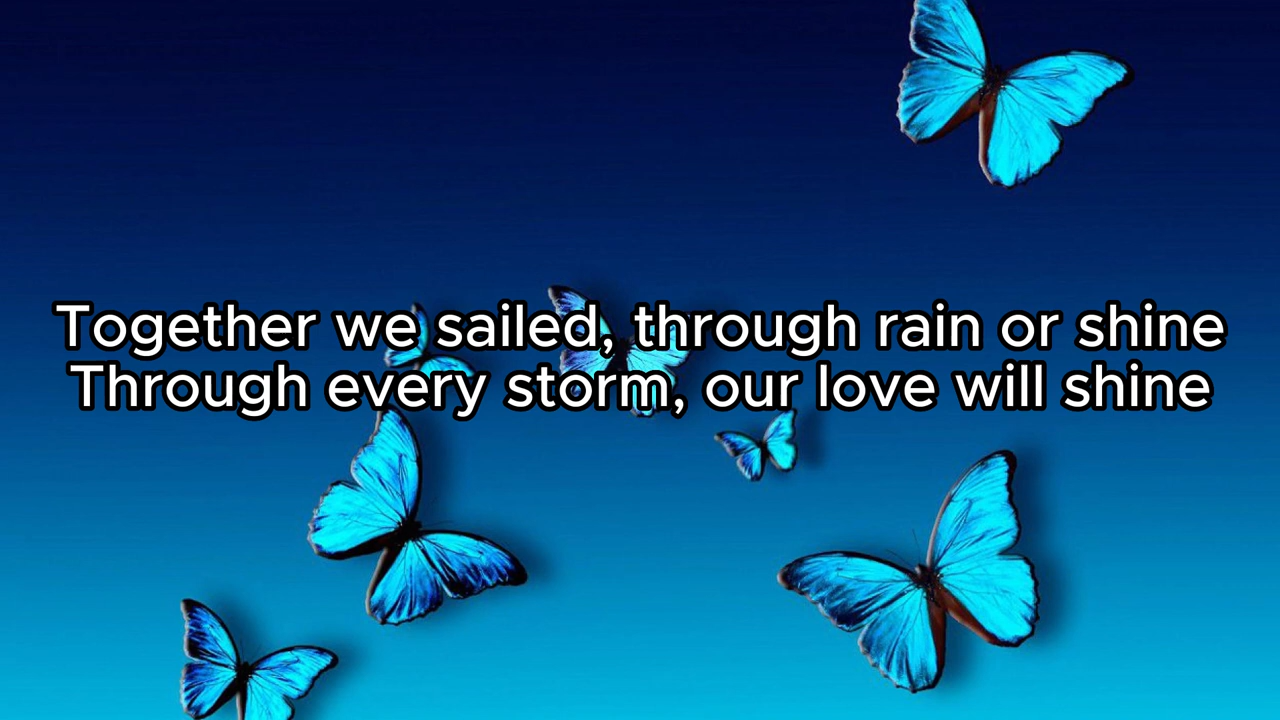 Together we sailed, through rain or shine
Through every storm, our love will shine